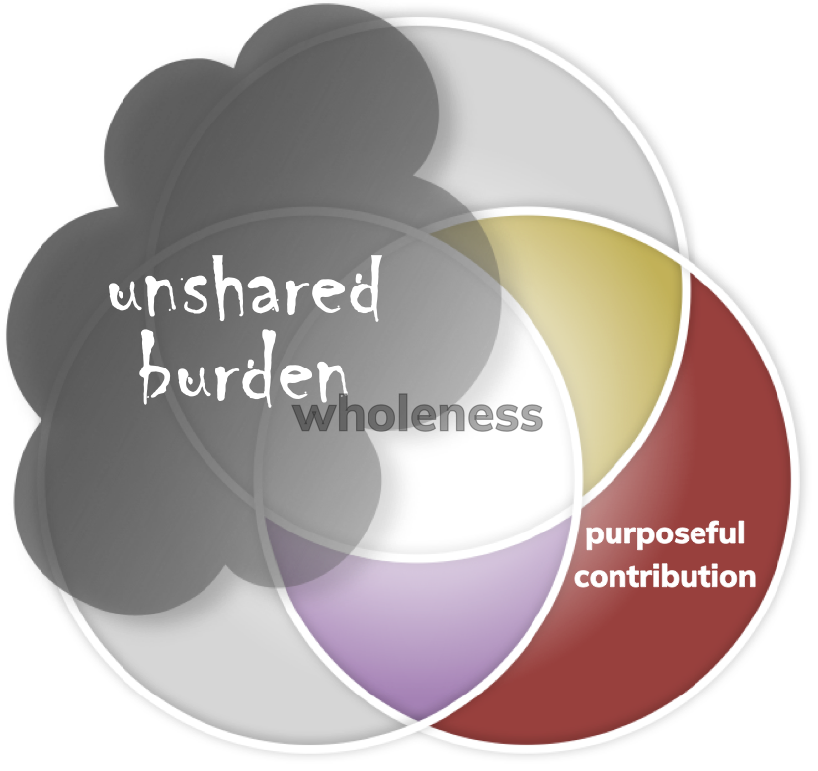 unshared
burden
wholeness
purposeful
contribution